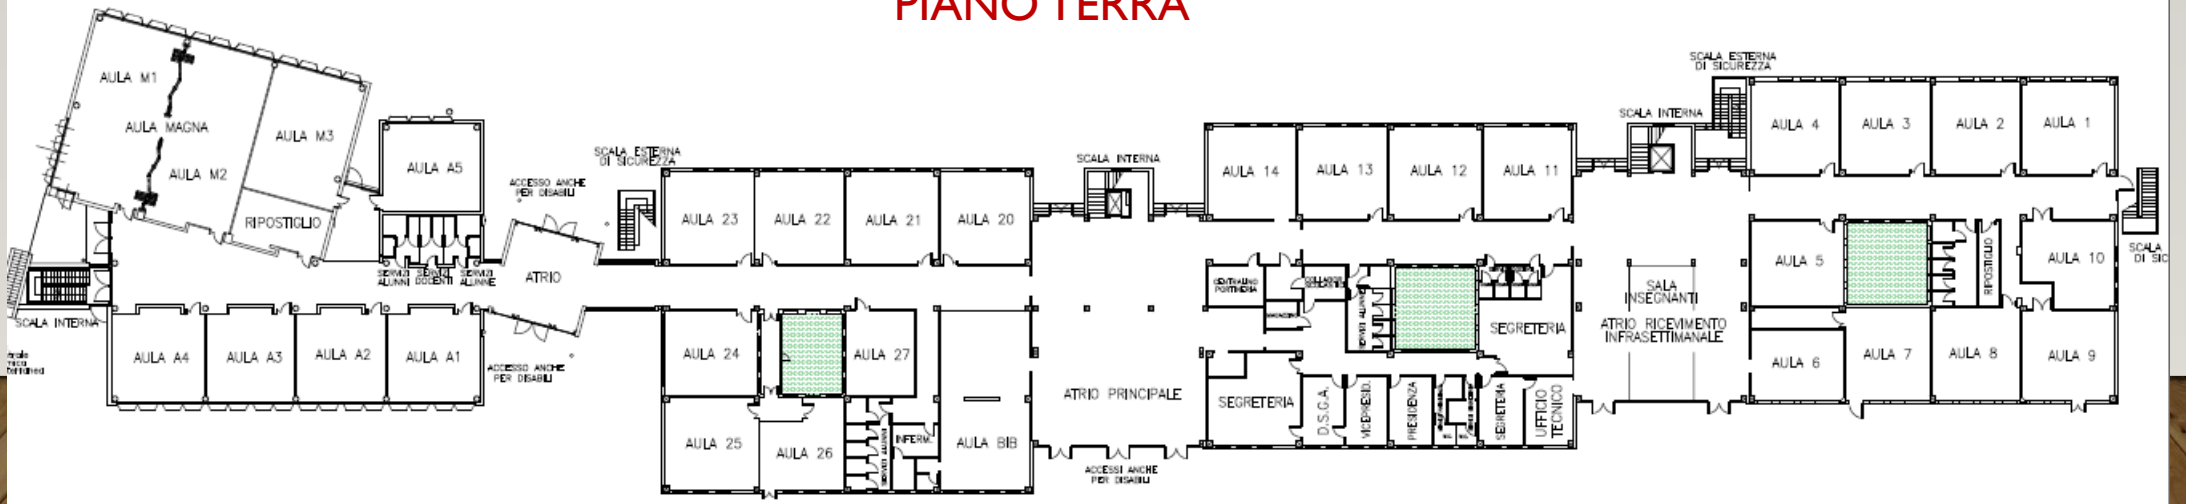 PIANO TERRA
AULA M1
AULA MAGNA
AULA M2
AULA M3
RIPOSTIGLIO
AULA A5
SERVIZI
ALUNNI
SERVIZI
DOCENTI
SERVIZI
ALUNNE
SCALA INTERNA
AULA A4
AULA A3
AULA A2
AULA A1
ACCESSO ANCHE
PER DISABILI
ATRIO
ACCESSO ANCHE
PER DISABILI
SCALA ESTERNA
DI SICUREZZA
AULA 23
AULA 22
AULA 21
AULA 20
AULA 24
AULA 27
AULA 25
AULA 26
SERVIZI ALUNNI
INFERM.
AULA BIB
SCALA INTERNA
ATRIO PRINCIPALE
ACCESSI ANCHE
PER DISABILI
AULA 14
AULA 13
AULA 12
AULA 11
CENTRALINO
PORTINERIA
SERVIZI ALUNNE
SEGRETERIA
SEGRETERIA
D.S.G.A.
VICEPRESID.
PRESIDENZA
SEGRETERIA
UFFICIO
TECNICO
SCALA INTERNA
SCALA ESTERNA
DI SICUREZZA
SALA
INSEGNANTI
ATRIO RICEVIMENTO
INFRASETTIMANALE
AULA 4
AULA 3
AULA 2
AULA 1
AULA 5
RIPOSTIGLIO
AULA 10
AULA 6
AULA 7
AULA 8
AULA 9
SCALA
DI SIC